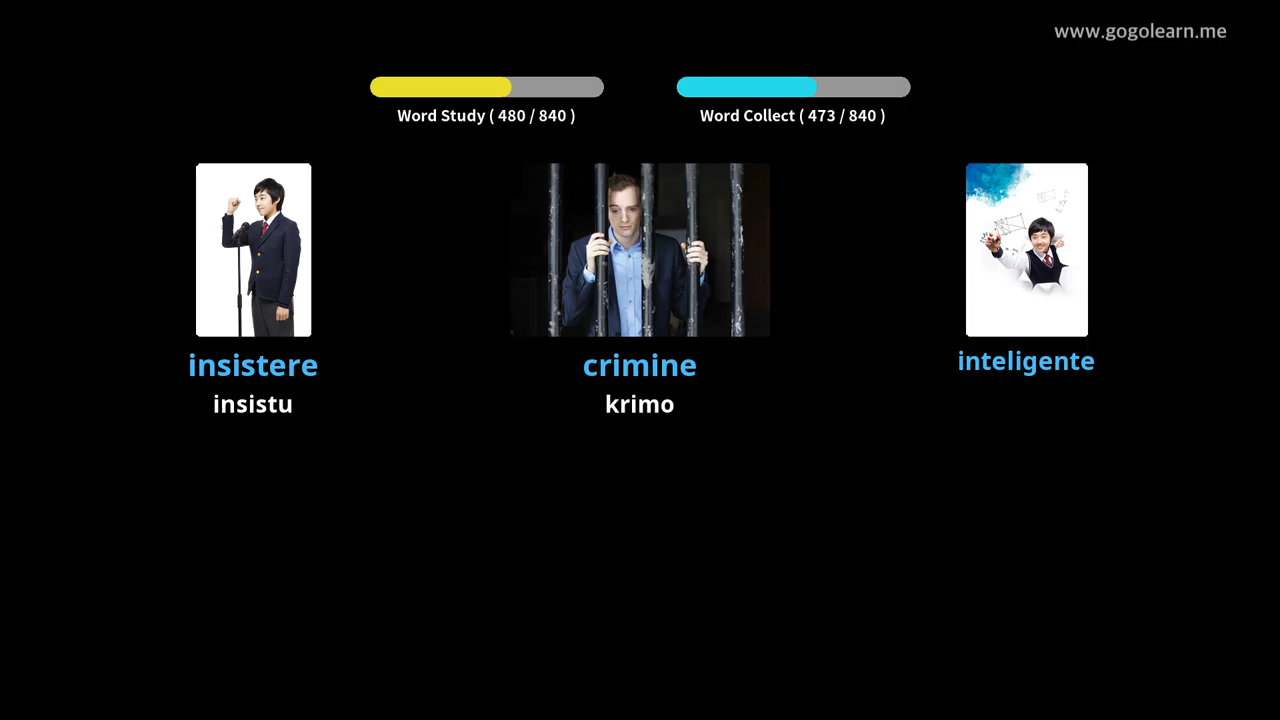 www.gogolearn.me
Word Study ( 480 / 840 )
Word Collect ( 473 / 840 )
insistere
crimine
inteligente
insistu
krimo